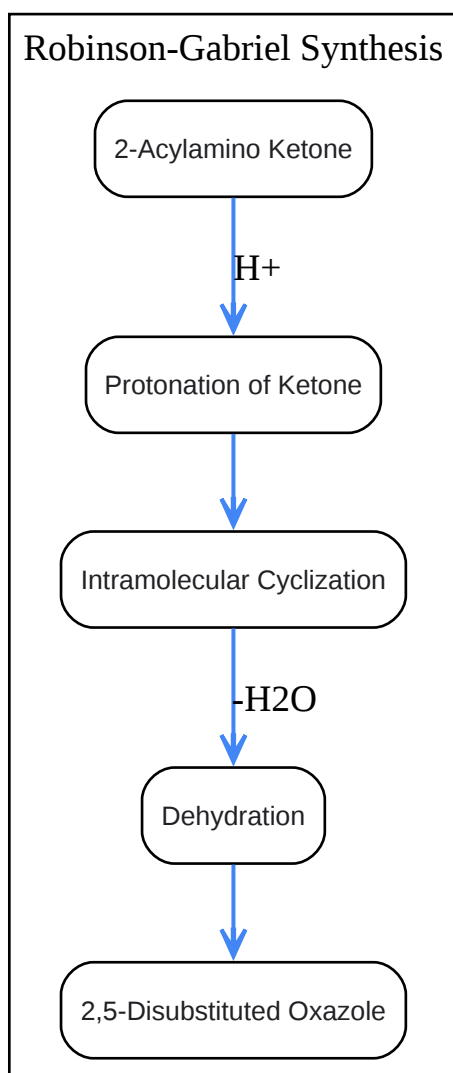 Robinson-Gabriel Synthesis
2-Acylamino Ketone
H+
Protonation of Ketone
Intramolecular Cyclization
-H2O
Dehydration
2,5-Disubstituted Oxazole